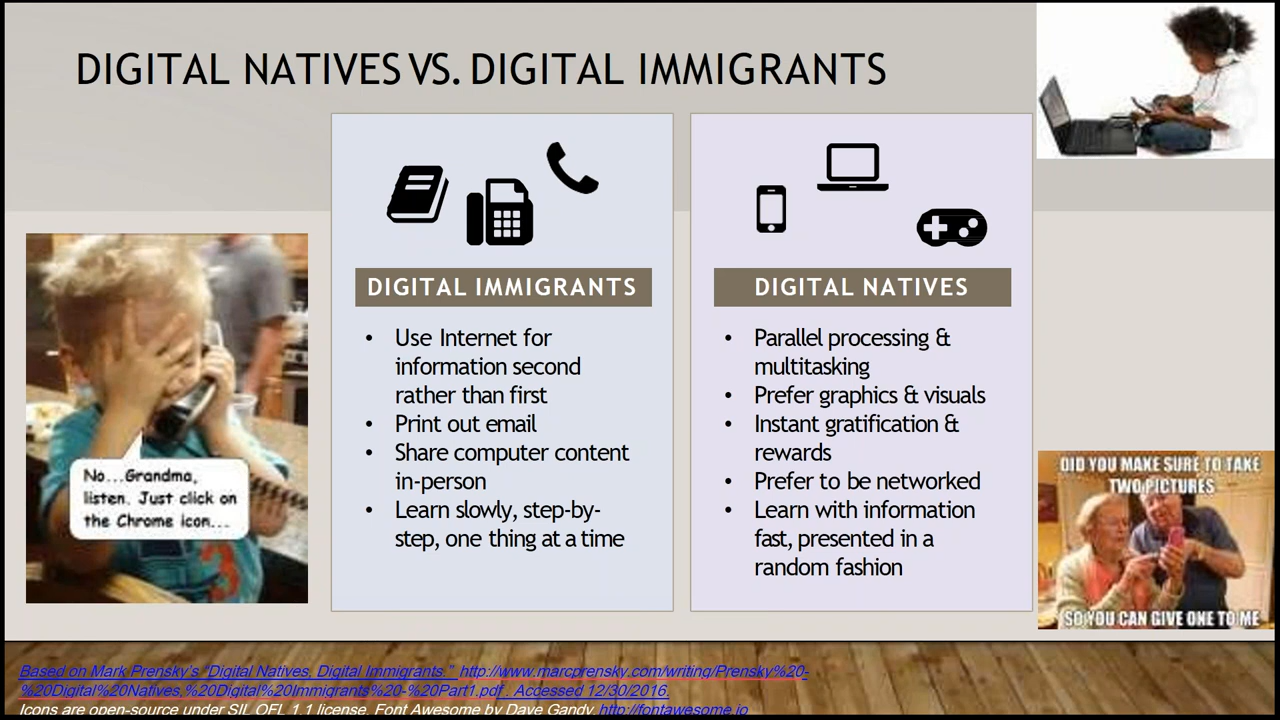 DIGITAL NATIVES VS. DIGITAL IMMIGRANTS
DIGITAL IMMIGRANTS
• Use Internet for
information second
rather than first
• Print out email
• Share computer content
in-person
• Learn slowly, step-by-
step, one thing at a time
DIGITAL NATIVES
• Parallel processing &
multitasking
• Prefer graphics & visuals
• Instant gratification &
rewards
• Prefer to be networked
• Learn with information
fast, presented in a
random fashion
No...Grandma,
listen. Just click on
the Chrome icon...
DID YOU MAKE SURE TO TAKE
TWO PICTURES
SO YOU CAN GIVE ONE TO ME
Based on Mark Prensky's "Digital Natives, Digital Immigrants." http://www.marcprensky.com/writing/Prensky%20-
%20Digital%20Natives,%20Digital%20Immigrants%20-%20Part1.pdf . Accessed 12/30/2016.
Icons are open-source under SIL OFL 1.1 license. Font Awesome by Dave Gandy http://fontawesome.io